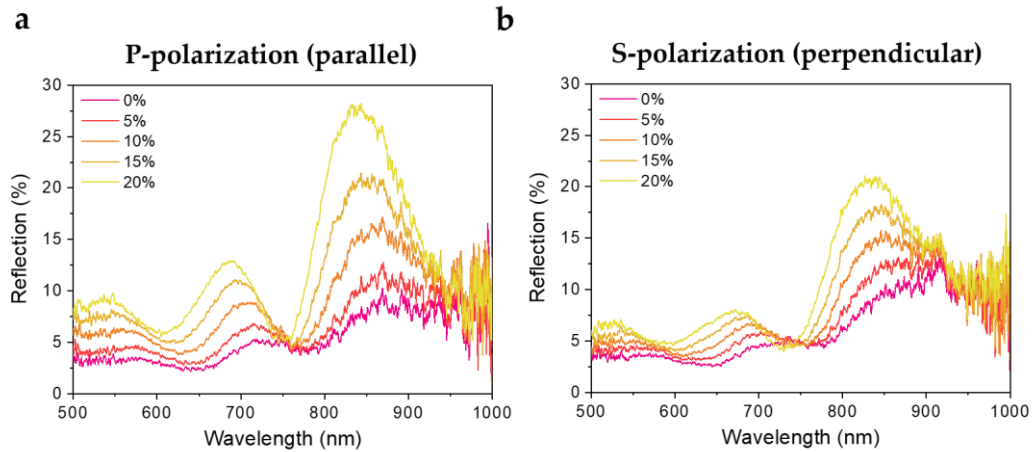 a
P-polarization (parallel)
30
25
20
15
10
5
0
Reflection (%)
0%
5%
10%
15%
20%
500 600 700 800 900 1000
Wavelength (nm)
b
S-polarization (perpendicular)
30
25
20
15
10
5
0
Reflection (%)
0%
5%
10%
15%
20%
500 600 700 800 900 1000
Wavelength (nm)